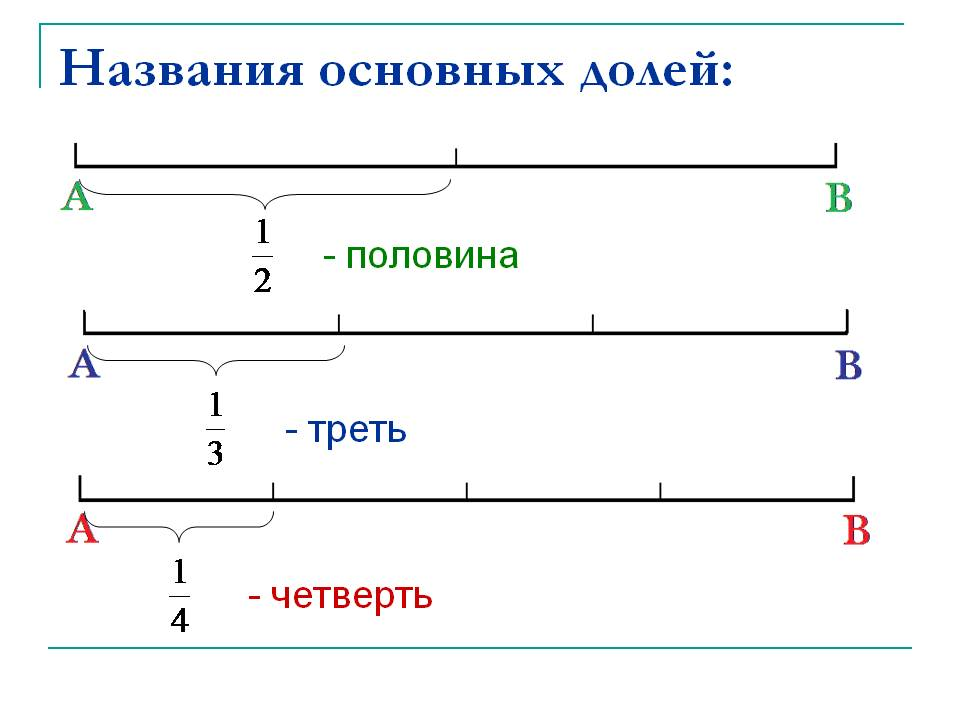 Названия основных долей:
А В
1/2 - половина
А В
1/3 - треть
А В
1/4 - четверть